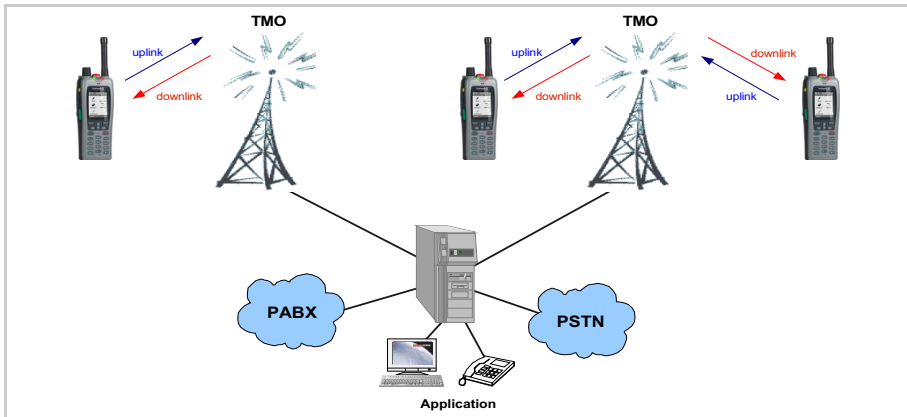 TMO
TMO
uplink
downlink
uplink
downlink
downlink
uplink
PABX
PSTN
Application